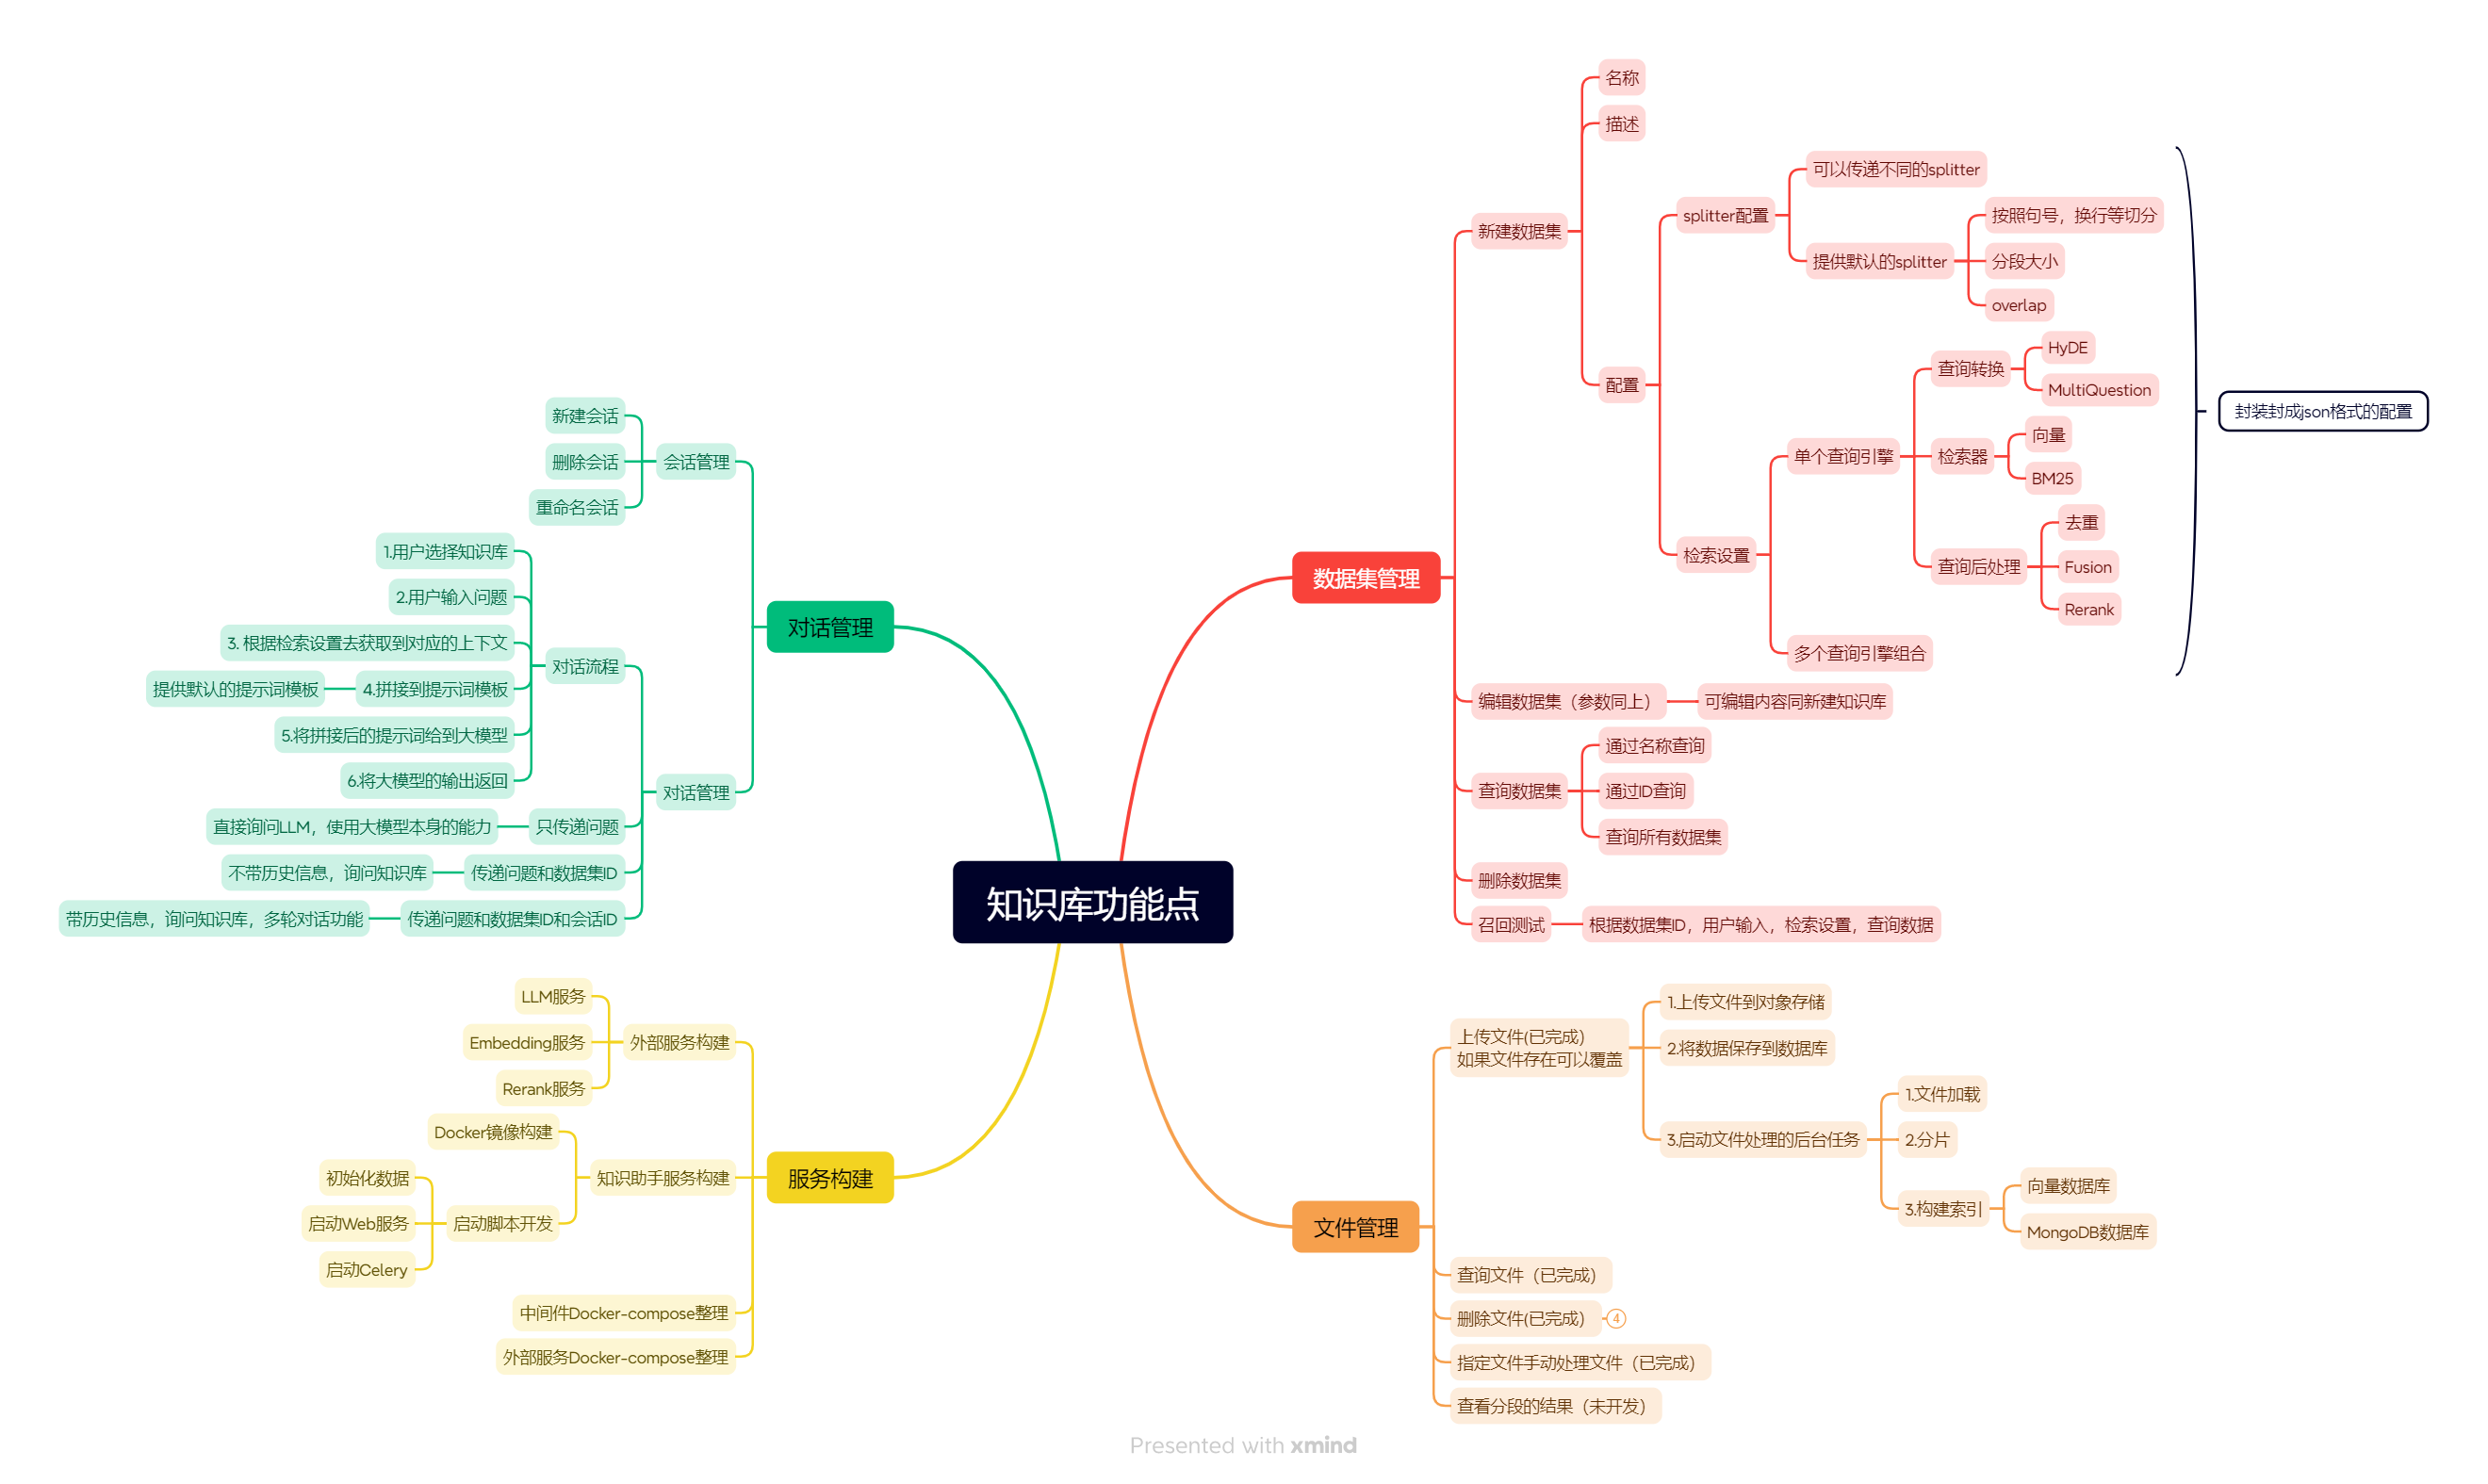 知识库功能点
数据集管理
新建数据集
名称
描述
配置
splitter配置
可以传递不同的splitter
提供默认的splitter
按照句号，换行等切分
分段大小
overlap
检索设置
单个查询引擎
查询转换
HyDE
MultiQuestion
检索器
向量
BM25
查询后处理
去重
Fusion
Rerank
多个查询引擎组合
封装封成json格式的配置
编辑数据集（参数同上）
可编辑内容同新建知识库
查询数据集
通过名称查询
通过ID查询
查询所有数据集
删除数据集
召回测试
根据数据集ID，用户输入，检索设置，查询数据
文件管理
上传文件(已完成)
如果文件存在可以覆盖
1.上传文件到对象存储
2.将数据保存到数据库
3.启动文件处理的后台任务
1.文件加载
2.分片
3.构建索引
向量数据库
MongoDB数据库
查询文件（已完成）
删除文件(已完成）
4
指定文件手动处理文件（已完成）
查看分段的结果（未开发）
对话管理
会话管理
新建会话
删除会话
重命名会话
对话管理
对话流程
1.用户选择知识库
2.用户输入问题
3. 根据检索设置去获取到对应的上下文
4.拼接到提示词模板
提供默认的提示词模板
5.将拼接后的提示词给到大模型
6.将大模型的输出返回
只传递问题
直接询问LLM，使用大模型本身的能力
传递问题和数据集ID
不带历史信息，询问知识库
传递问题和数据集ID和会话ID
带历史信息，询问知识库，多轮对话功能
服务构建
外部服务构建
LLM服务
Embedding服务
Rerank服务
知识助手服务构建
Docker镜像构建
启动脚本开发
初始化数据
启动Web服务
启动Celery
中间件Docker-compose整理
外部服务Docker-compose整理
Presented with xmind